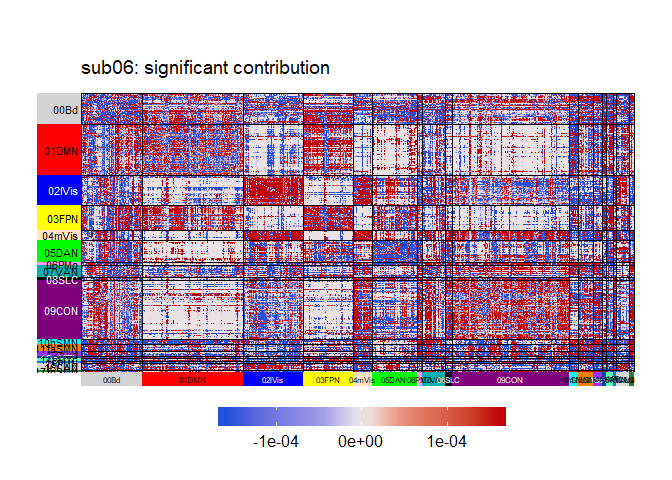 sub06: significant contribution
00Bd
01DMN
02lVis
03FPN
04mVis
05DAN
07VAN
08SLC
09CON
00Bd
01DMN
02lVis
03FPN
04mVis
05DAN
08SLC
09CON
-1e-04
0e+00
1e-04